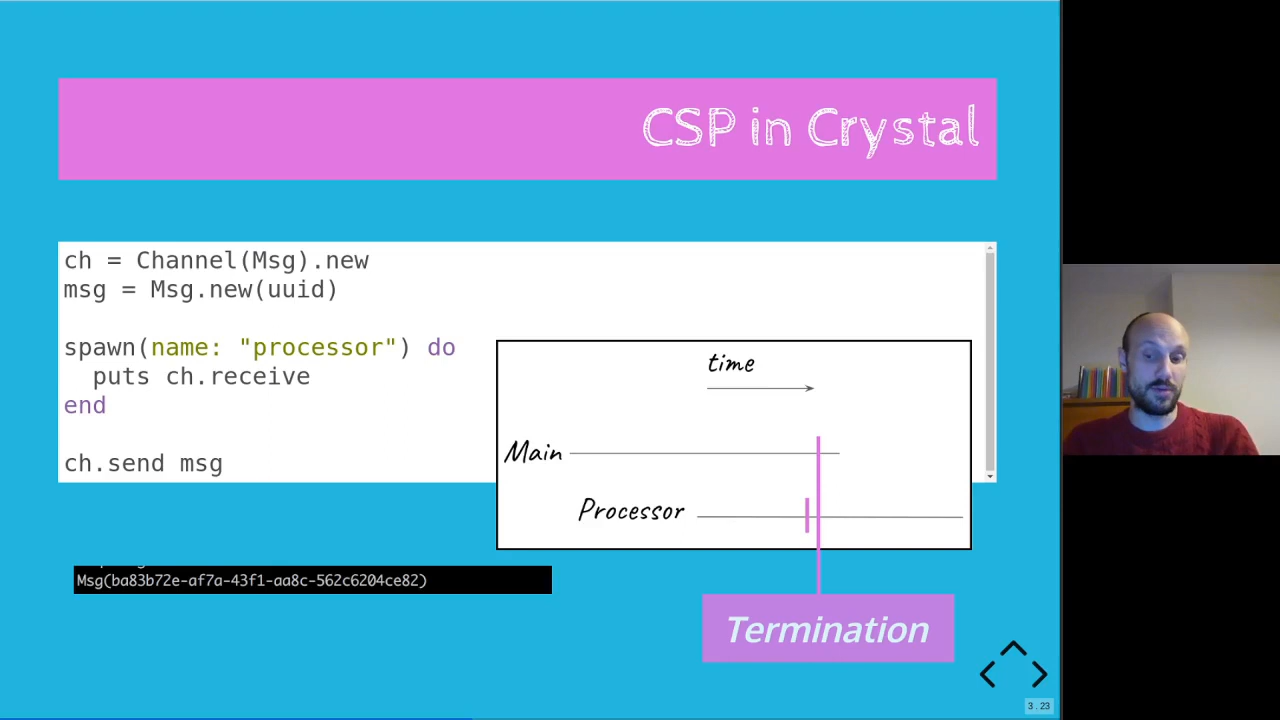 CSP in Crystal
ch = Channel(Msg).new
msg = Msg.new(uuid)
spawn(name: "processor") do
  puts ch.receive
end
ch.send msg
time
Main
Processor
Msg(ba83b72e-af7a-43f1-aa8c-562c6204ce82)
Termination
3.23